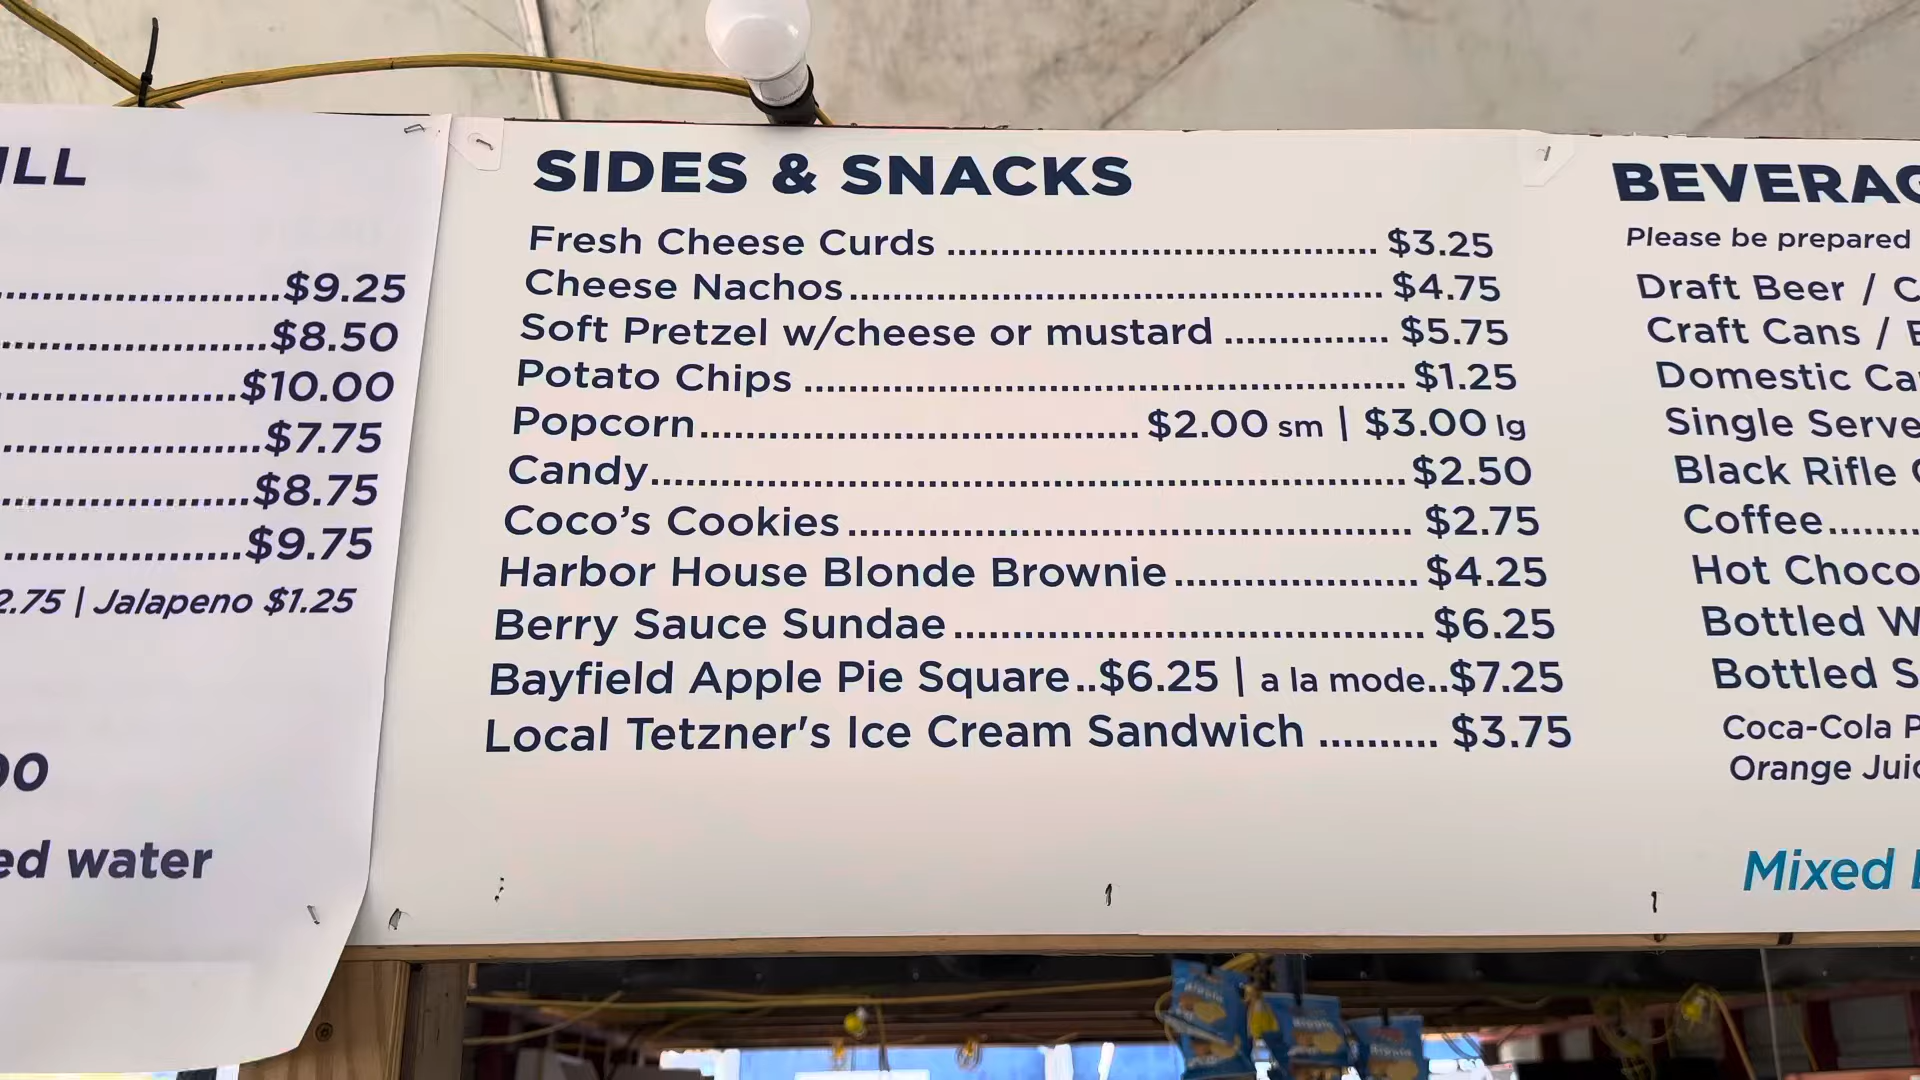 ILL
$9.25
$8.50
$10.00
$7.75
$8.75
$9.75
2.75 | Jalapeno $1.25
00
ed water
SIDES & SNACKS
Fresh Cheese Curds ........................................ $3.25
Cheese Nachos.................................................. $4.75
Soft Pretzel w/cheese or mustard ............... $5.75
Potato Chips ........................................................ $1.25
Popcorn........................................$2.00 sm | $3.00 lg
Candy.....................................................................$2.50
Coco's Cookies .................................................... $2.75
Harbor House Blonde Brownie...................... $4.25
Berry Sauce Sundae........................................... $6.25
Bayfield Apple Pie Square..$6.25 | a la mode..$7.25
Local Tetzner's Ice Cream Sandwich .......... $3.75
BEVERAG
Please be prepared
Draft Beer / C
Craft Cans /
Domestic Ca
Single Serve
Black Rifle
Coffee........
Hot Choco
Bottled W
Bottled S
Coca-Cola P
Orange Juic
Mixed